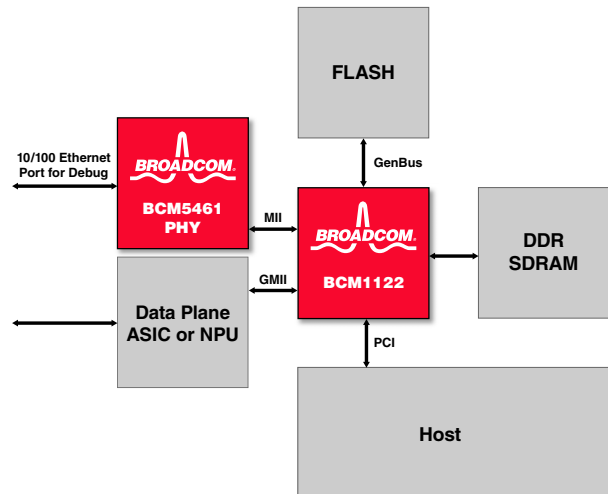 FLASH
GenBus
10/100 Ethernet
Port for Debug
BROADCOM®
BCM5461
PHY
MII
BROADCOM®
BCM1122
DDR
SDRAM
GMII
Data Plane
ASIC or NPU
PCI
Host